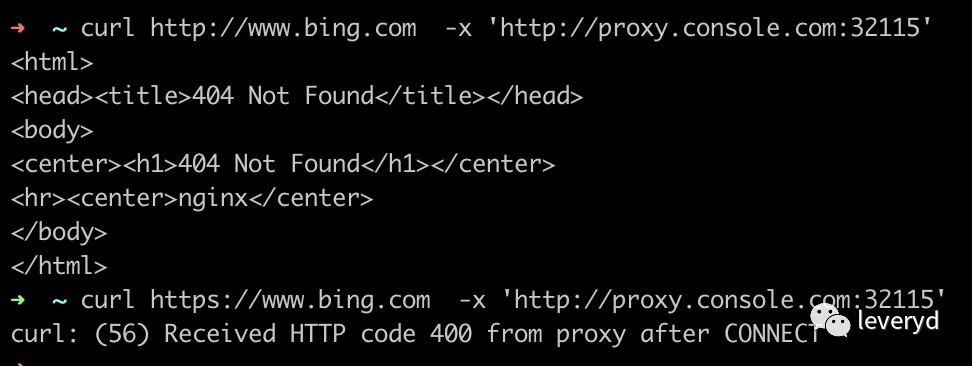 ➜  ~ curl http://www.bing.com  -x 'http://proxy.console.com:32115'
<html>
<head><title>404 Not Found</title></head>
<body>
<center><h1>404 Not Found</h1></center>
<hr><center>nginx</center>
</body>
</html>
➜  ~ curl https://www.bing.com  -x 'http://proxy.console.com:32115'
curl: (56) Received HTTP code 400 from proxy after CONNECT
leveryd